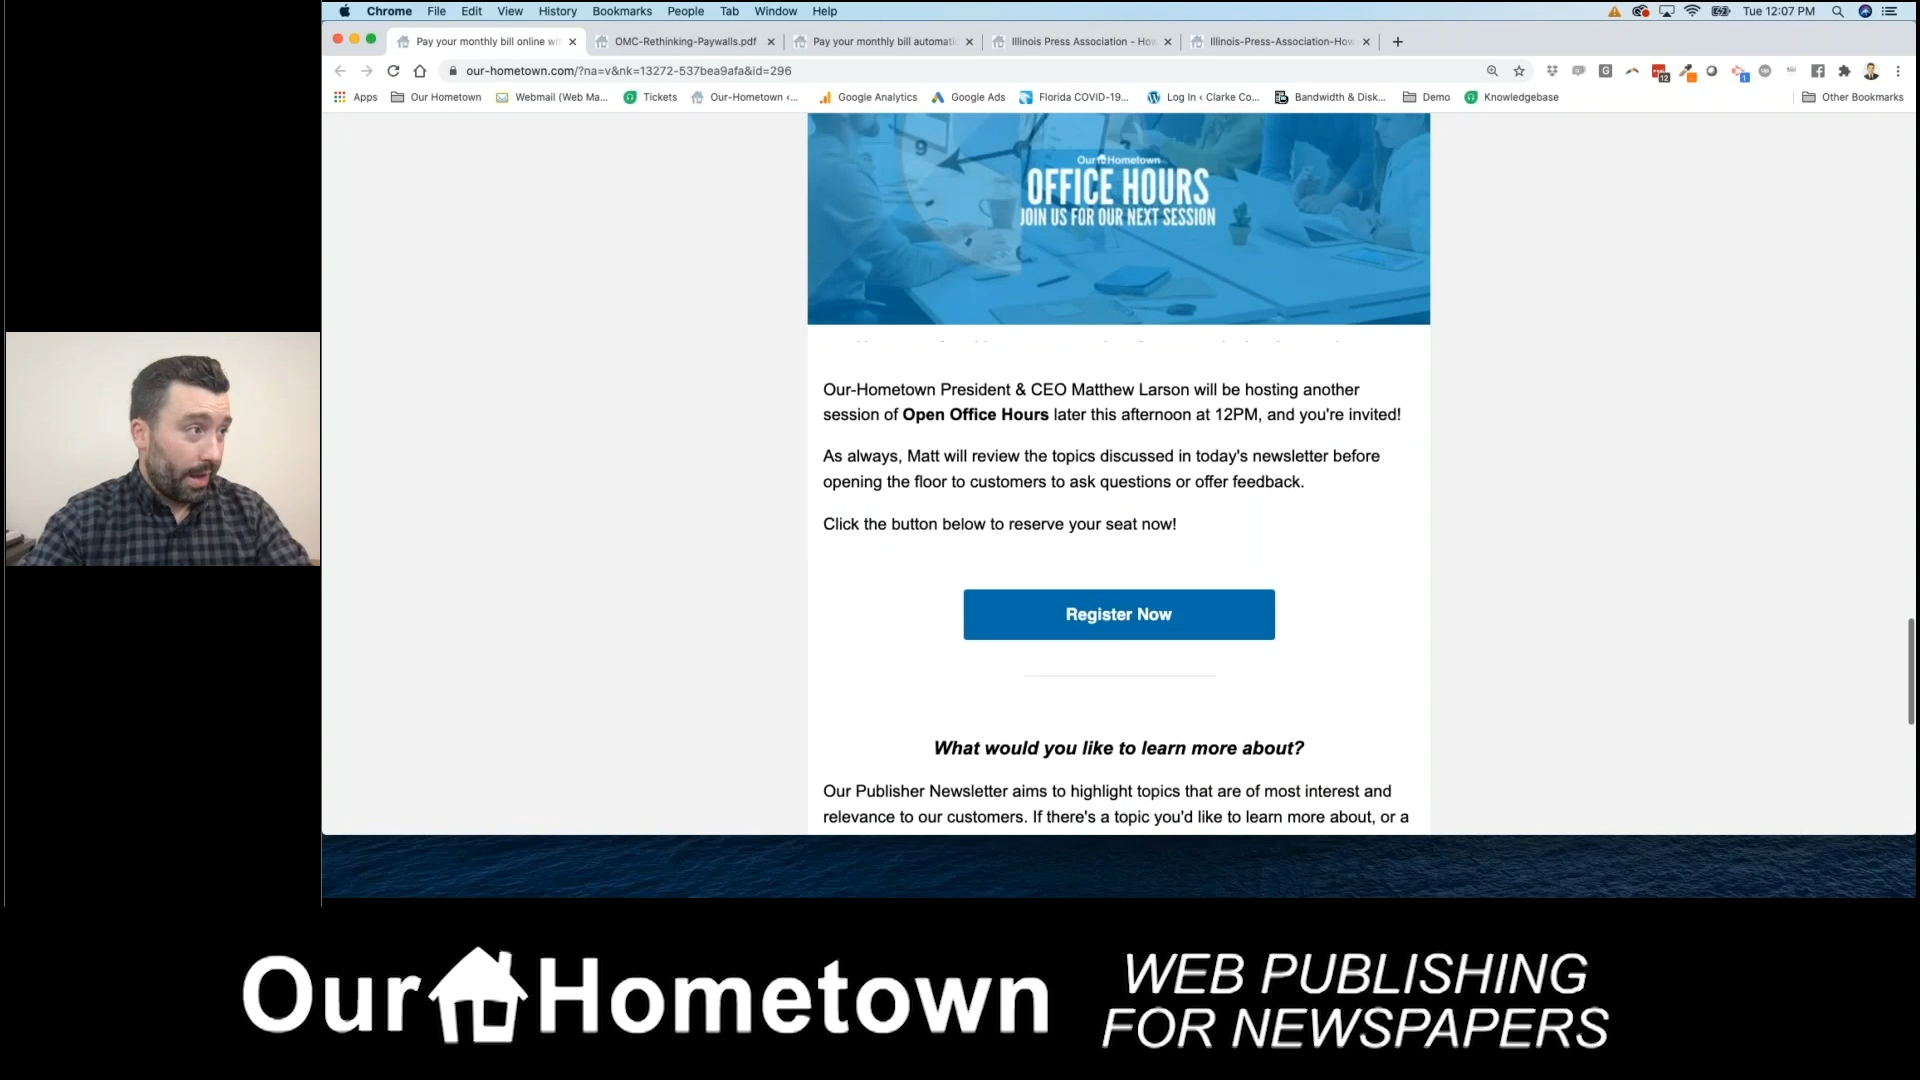 Chrome File Edit View History Bookmarks People Tab Window Help Tue 12:07 PM
Pay your monthly bill online wi OMC-Rethinking-Paywalls.pdf Pay your monthly bill automati Illinois Press Association - How Illinois-Press-Association-How
our-hometown.com/?na=v&nk=13272-537bea9afa&id=296
Apps Our Hometown Webmail (Web Ma... Tickets Our-Hometown ‹... Google Analytics Google Ads Florida COVID-19... Log In ‹ Clarke Co... Bandwidth & Disk... Demo Knowledgebase Other Bookmarks
9
Our Hometown
OFFICE HOURS
JOIN US FOR OUR NEXT SESSION
Our-Hometown President & CEO Matthew Larson will be hosting another
session of Open Office Hours later this afternoon at 12PM, and you're invited!
As always, Matt will review the topics discussed in today's newsletter before
opening the floor to customers to ask questions or offer feedback.
Click the button below to reserve your seat now!
Register Now
What would you like to learn more about?
Our Publisher Newsletter aims to highlight topics that are of most interest and
relevance to our customers. If there's a topic you'd like to learn more about, or a
Our Hometown
WEB PUBLISHING
FOR NEWSPAPERS